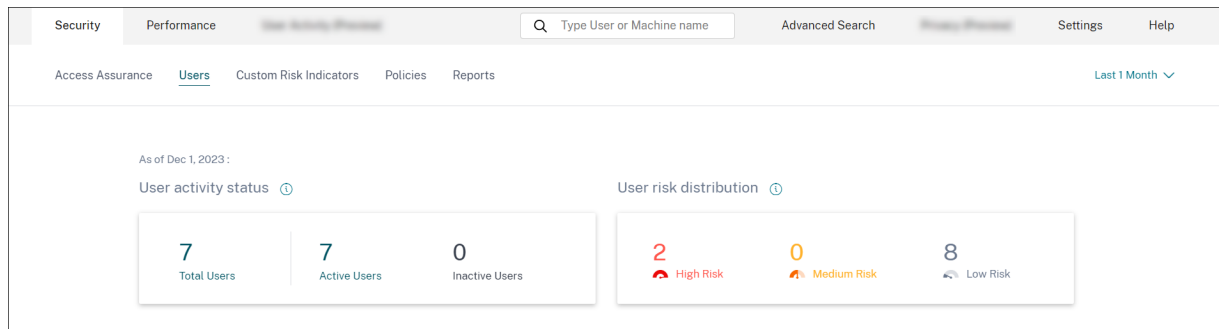 Security Performance Type User or Machine name Advanced Search Settings Help
Access Assurance Users Custom Risk Indicators Policies Reports Last 1 Month
As of Dec 1, 2023 :
User activity status User risk distribution
7 7 0 2 0 8
Total Users Active Users Inactive Users High Risk Medium Risk Low Risk